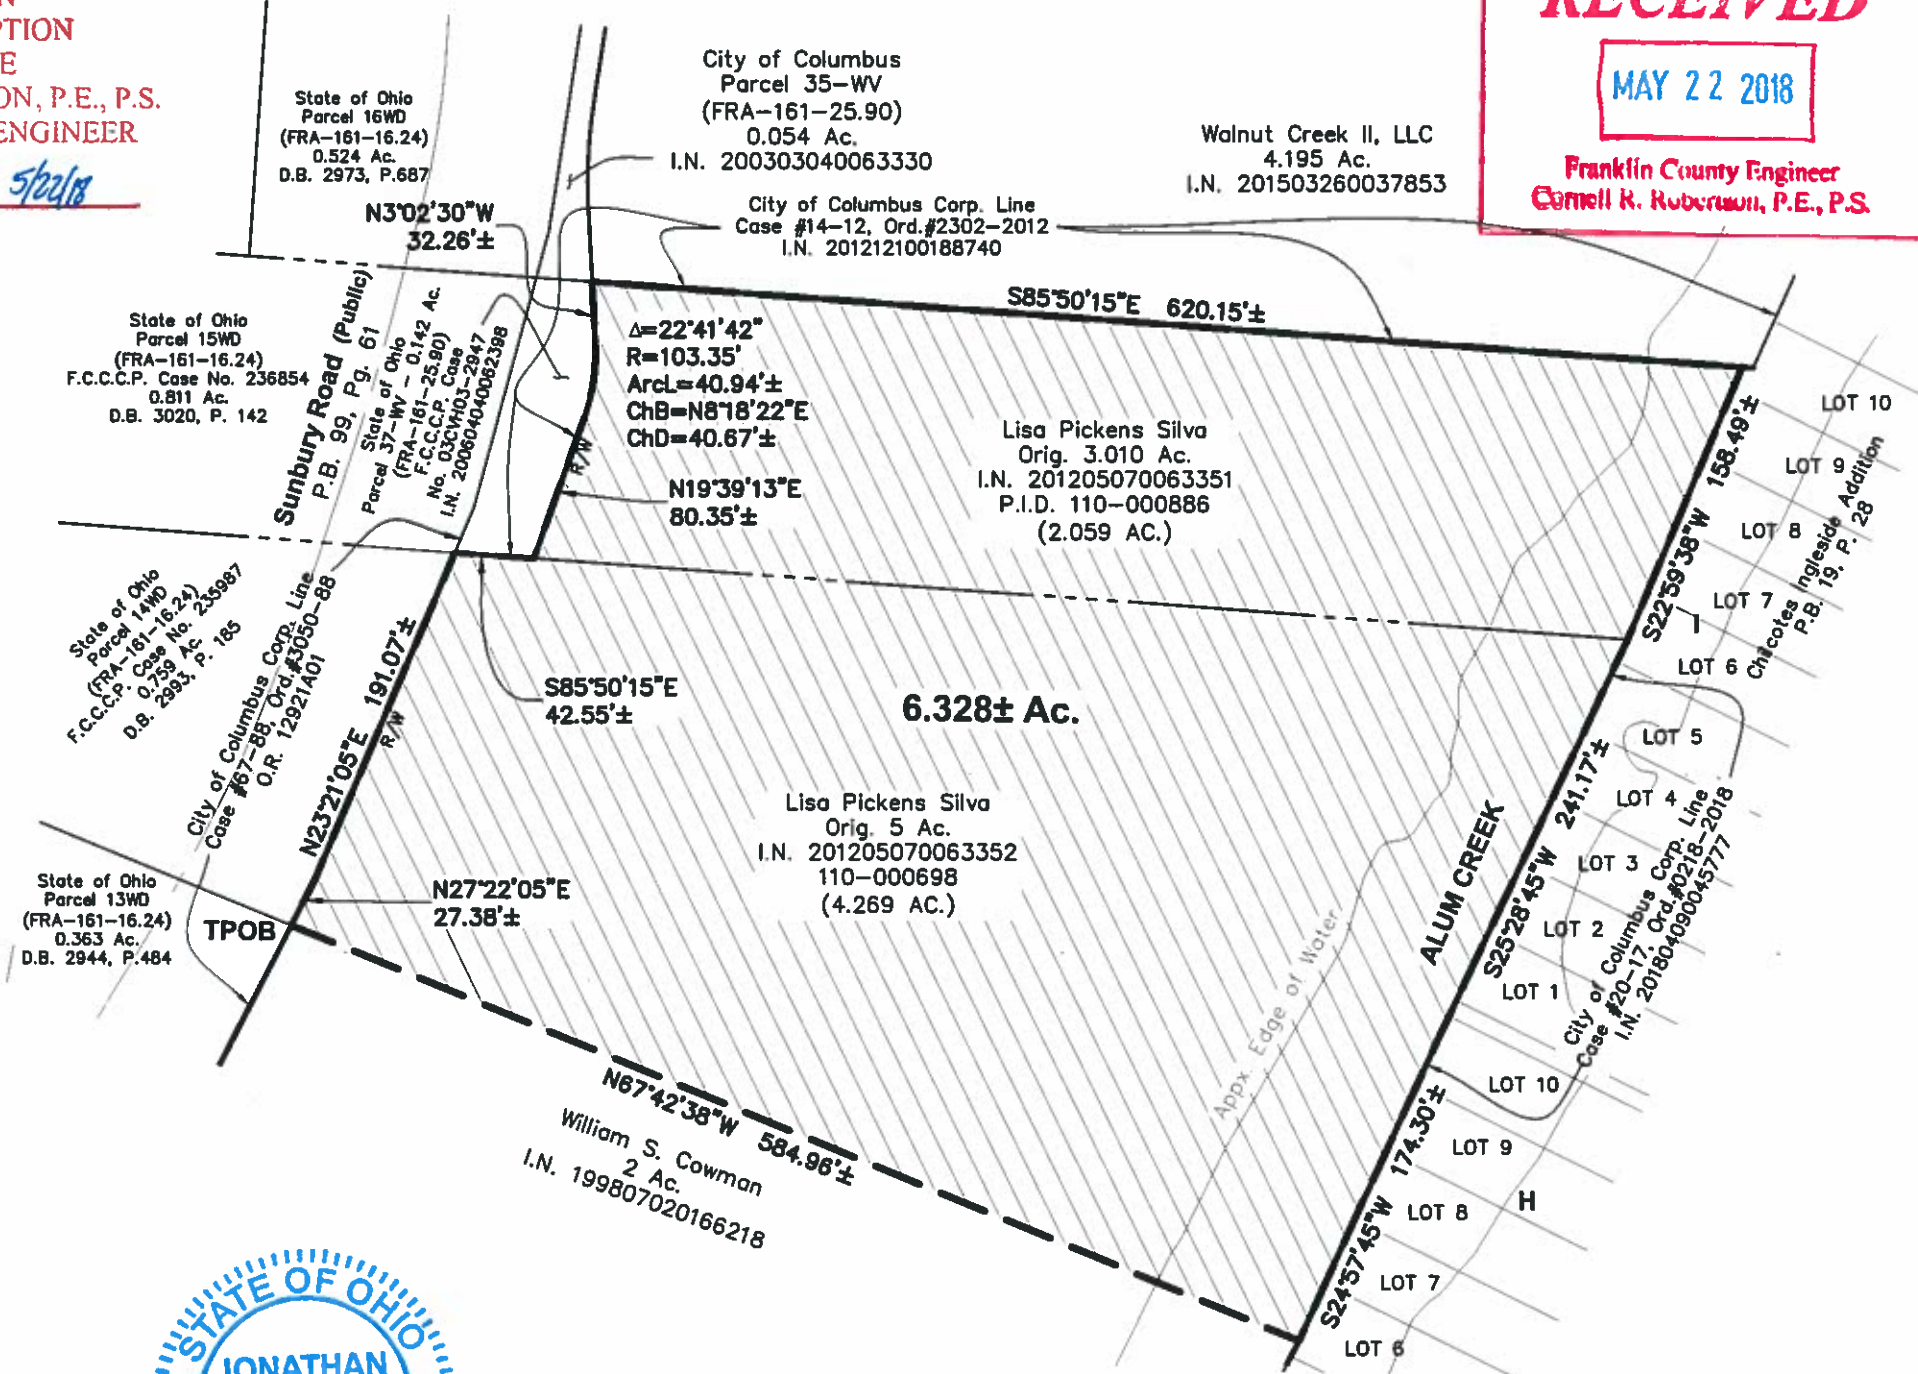 PTION
ON, P.E., P.S.
ENGINEER
5/22/18
RECEIVED
MAY 22 2018
Franklin County Engineer
Cornell R. Robertson, P.E., P.S.
State of Ohio
Parcel 16WD
(FRA-161-16.24)
0.524 Ac.
D.B. 2973, P.687
City of Columbus
Parcel 35-WV
(FRA-161-25.90)
0.054 Ac.
I.N. 200303040063330
Walnut Creek II, LLC
4.195 Ac.
I.N. 201503260037853
N3°02'30"W
32.26'±
City of Columbus Corp. Line
Case #14-12, Ord.#2302-2012
I.N. 201212100188740
S85°50'15"E 620.15'±
State of Ohio
Parcel 15WD
(FRA-161-16.24)
F.C.C.C.P. Case No. 236854
0.811 Ac.
D.B. 3020, P. 142
Sunbury Road (Public)
P.B. 99, Pg. 61
State of Ohio
Parcel 37-WV - 0.142 Ac.
(FRA-161-25.90)
F.C.C.C.P. Case
No. 03CVH03-2947
I.N. 200604040062398
Δ=22°41'42"
R=103.35'
ArcL=40.94'±
ChB=N8°18'22"E
ChD=40.67'±
R/W
N19°39'13"E
80.35'±
Lisa Pickens Silva
Orig. 3.010 Ac.
I.N. 201205070063351
P.I.D. 110-000886
(2.059 AC.)
S22°59'38"W 158.49'±
LOT 10
LOT 9
LOT 8
LOT 7
I
LOT 6
Chilcotes Ingleside Addition
P.B. 19, P. 28
State of Ohio
Parcel 14WD
(FRA-161-16.24)
F.C.C.C.P. Case No. 235987
0.759 Ac.
D.B. 2993, P. 185
City of Columbus Corp. Line
Case #67-88, Ord.#3050-88
O.R. 12921A01
N23°21'05"E 191.07'±
R/W
S85°50'15"E
42.55'±
6.328± Ac.
Lisa Pickens Silva
Orig. 5 Ac.
I.N. 201205070063352
110-000698
(4.269 AC.)
S25°28'45"W 241.17'±
ALUM CREEK
LOT 5
LOT 4
LOT 3
LOT 2
LOT 1
City of Columbus Corp. Line
Case #20-17, Ord.#0218-2018
I.N. 201804090045777
State of Ohio
Parcel 13WD
(FRA-161-16.24)
0.363 Ac.
D.B. 2944, P.484
TPOB
N27°22'05"E
27.38'±
Appx. Edge of Water
N67°42'38"W 584.96'±
William S. Cowman
2 Ac.
I.N. 199807020166218
S24°57'45"W 174.30'±
LOT 10
LOT 9
LOT 8
H
LOT 7
LOT 6
STATE OF OHIO
JONATHAN